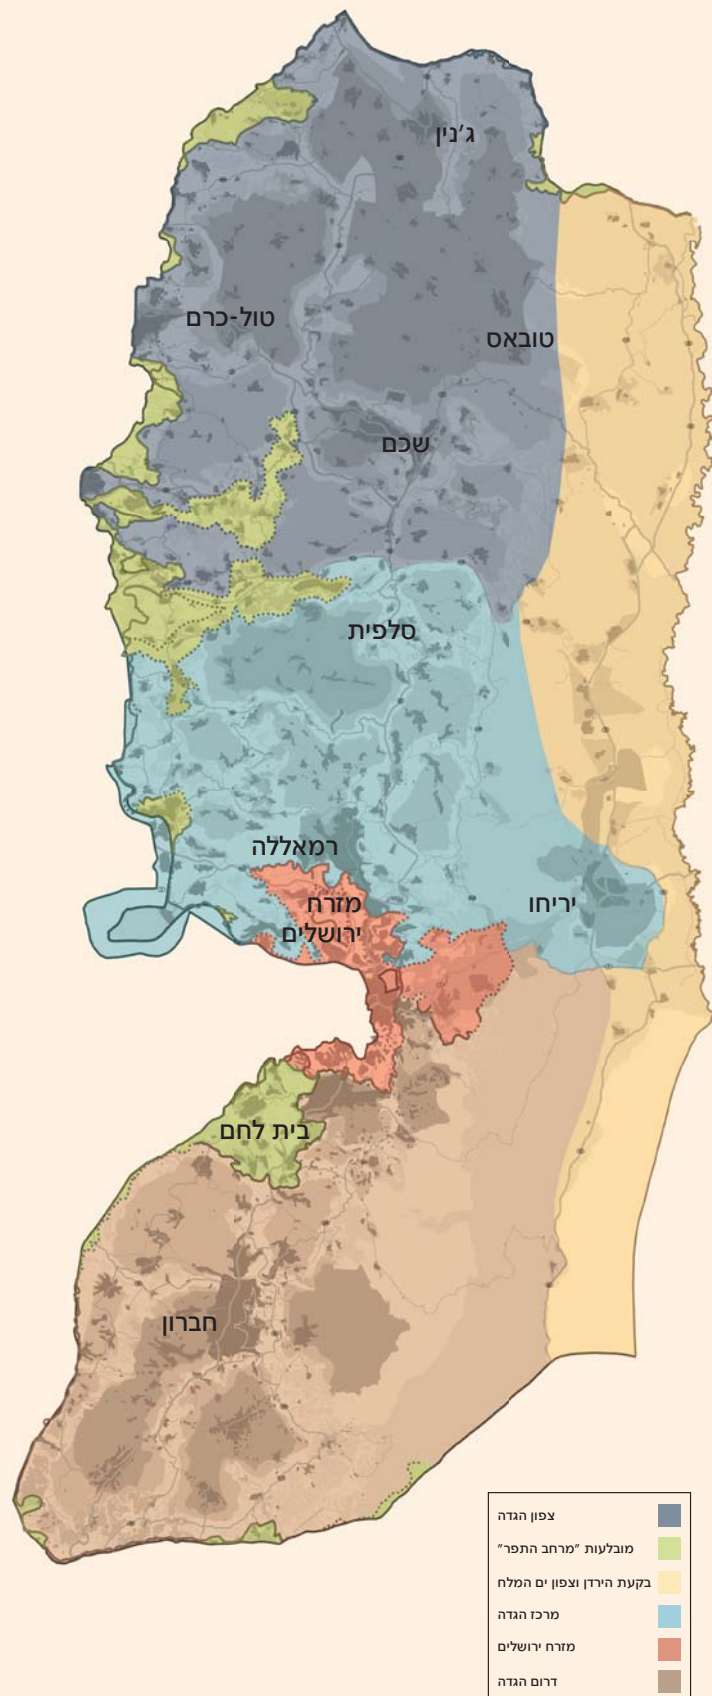 ג'נין
טול-כרם
טובאס
שכם
סלפית
רמאללה
מזרח
ירושלים
יריחו
בית לחם
חברון
צפון הגדה
מובלעות "מרחב התפר"
בקעת הירדן וצפון ים המלח
מרכז הגדה
מזרח ירושלים
דרום הגדה